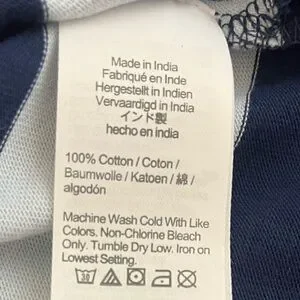 Made in India
Fabriqué en Inde
Hergestellt in Indien
Vervaardigd in India
インド製
hecho en india
100% Cotton / Coton /
Baumwolle / Katoen / 綿 /
algodón
Machine Wash Cold With Like
Colors. Non-Chlorine Bleach
Only. Tumble Dry Low. Iron on
Lowest Setting.
30